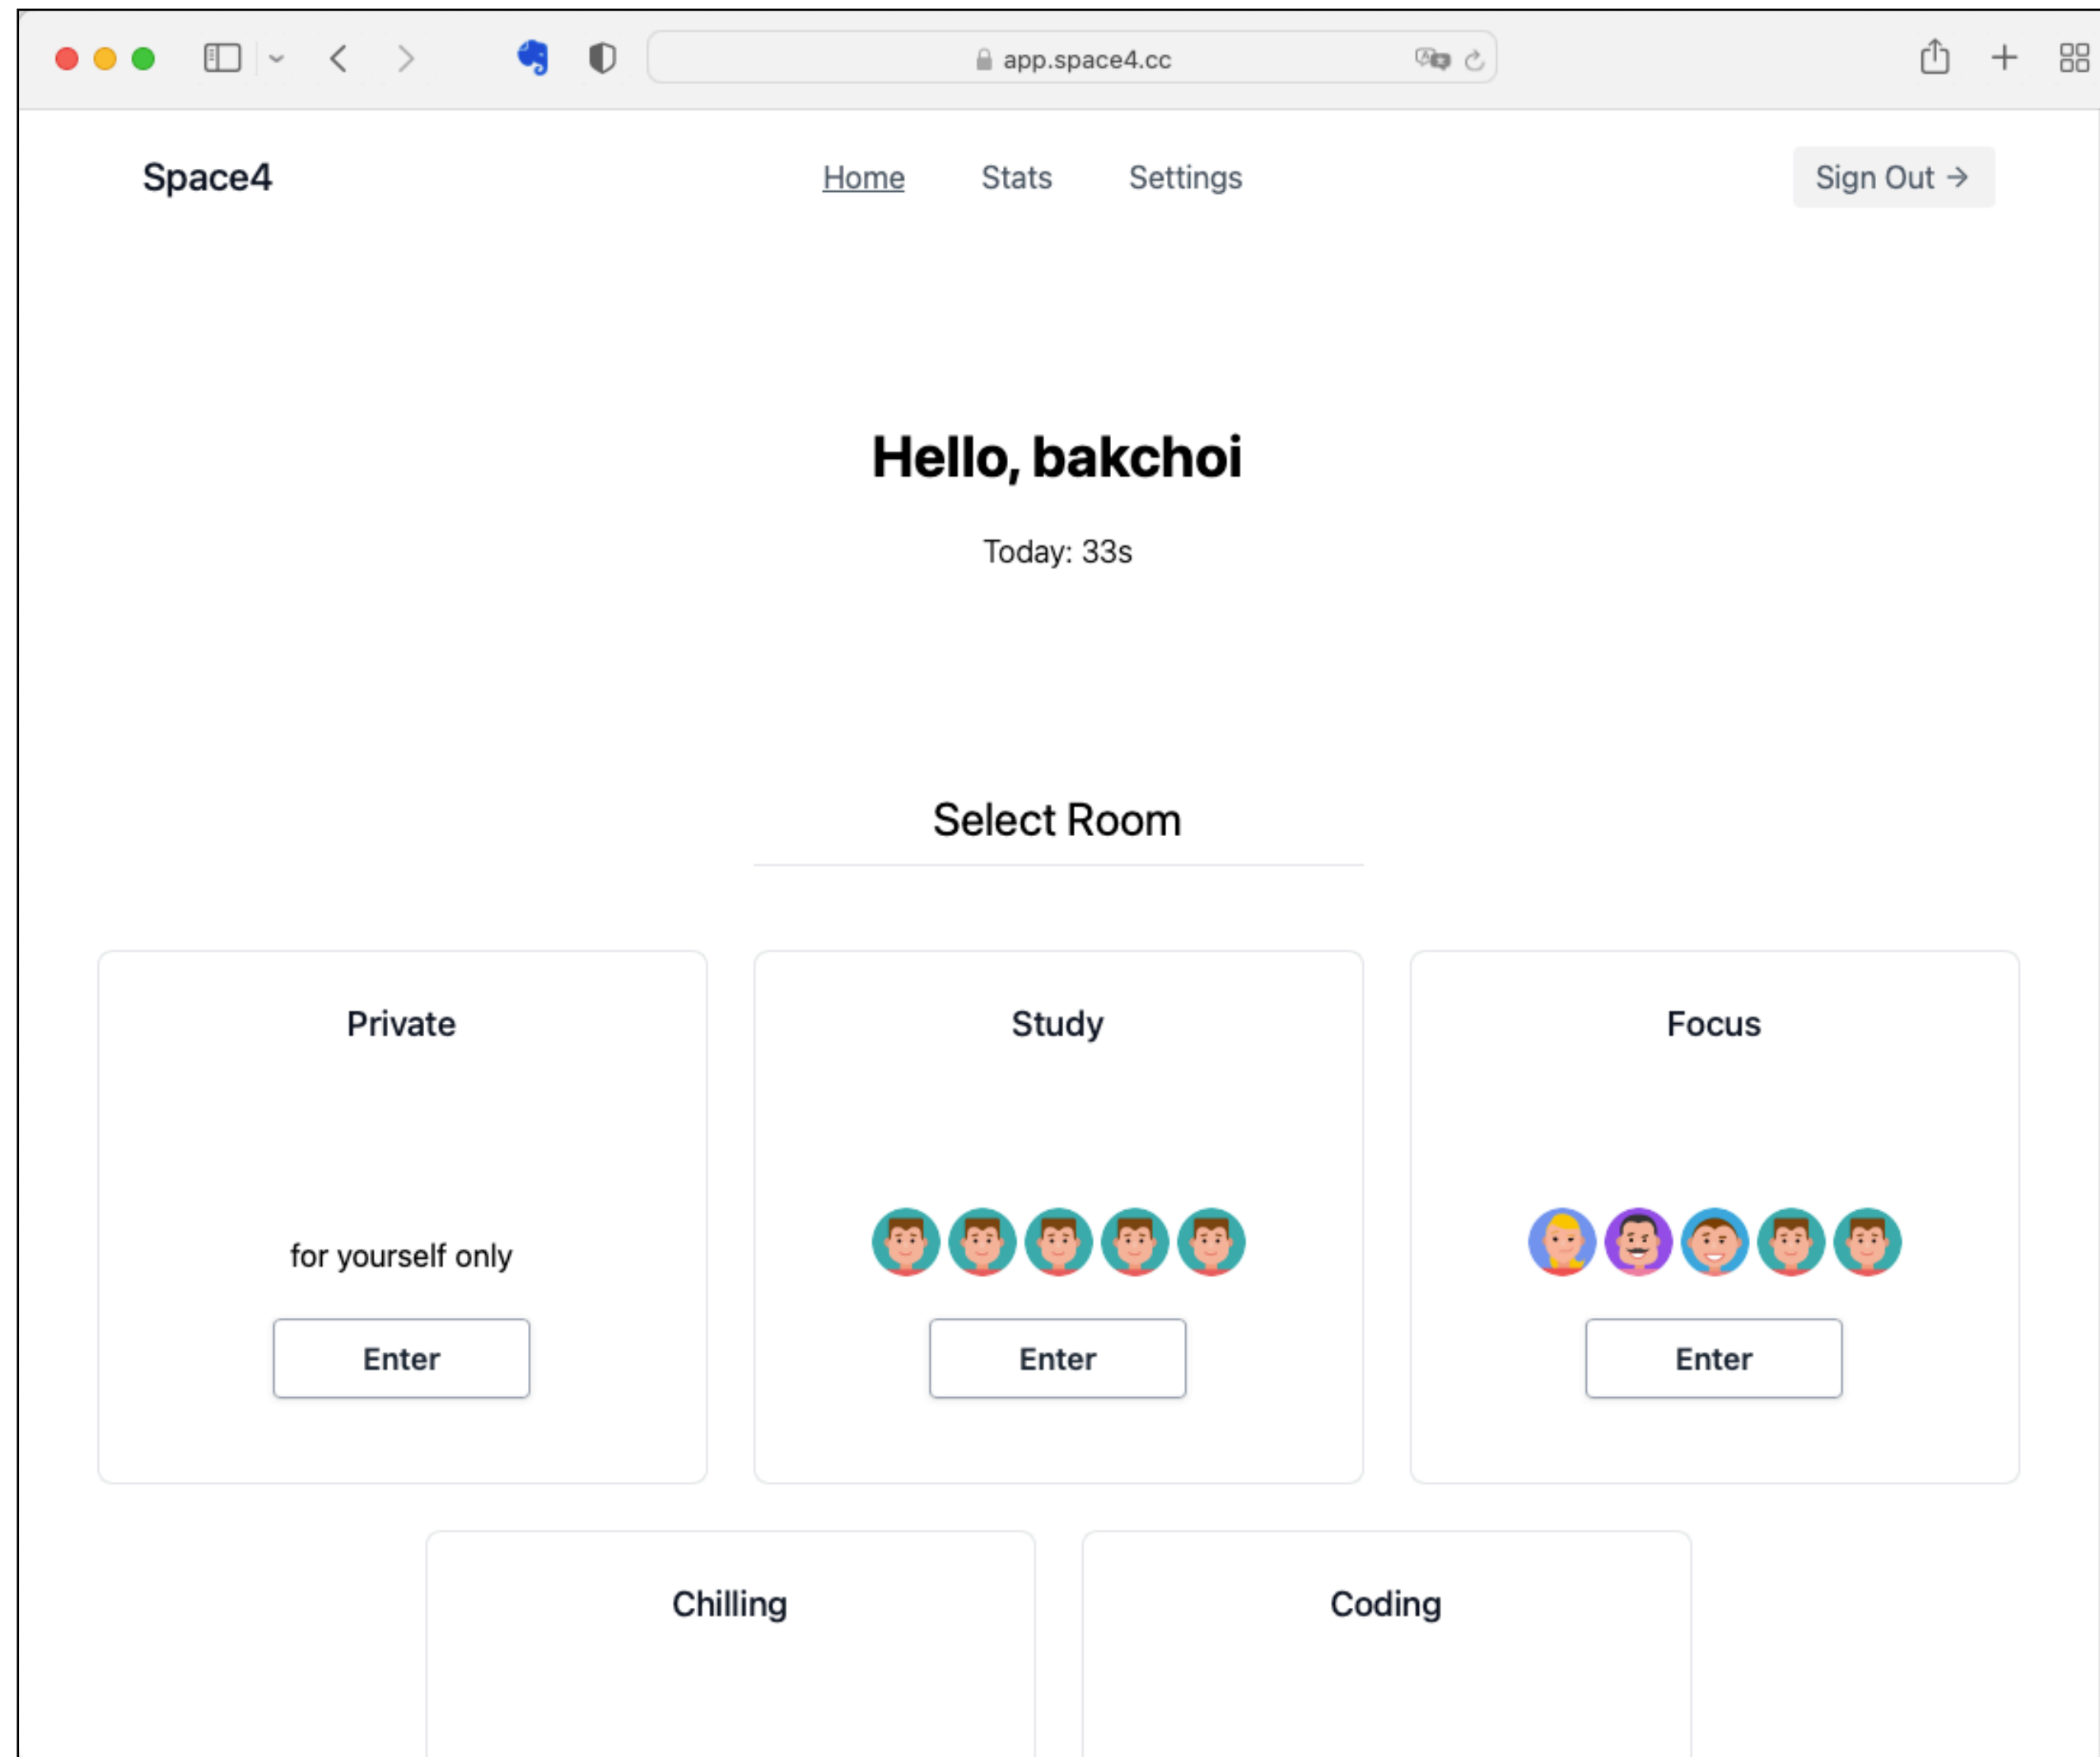 app.space4.cc
Space4 Home Stats Settings Sign Out →
Hello, bakchoi
Today: 33s
Select Room
Private Study Focus
for yourself only
Enter Enter Enter
Chilling Coding